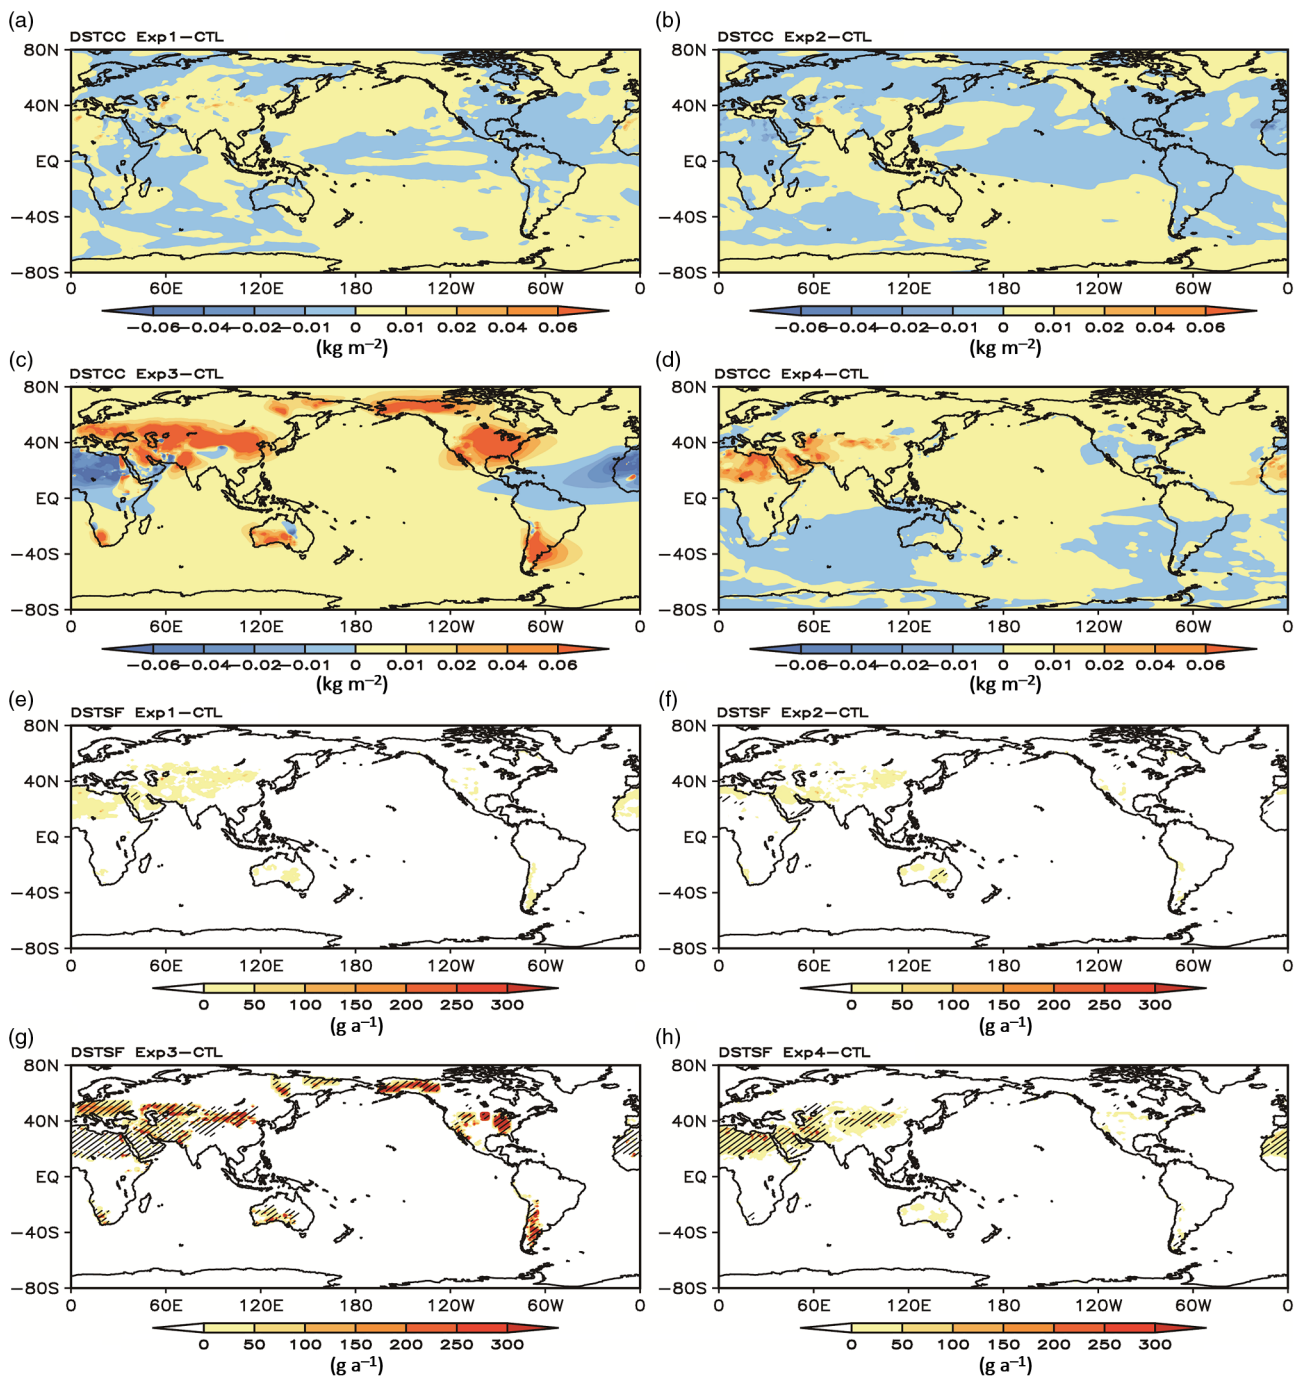 (a)
DSTCC Exp1−CTL
80N
40N
EQ
−40S
−80S
0 60E 120E 180 120W 60W 0
−0.06 −0.04 −0.02 −0.01 0 0.01 0.02 0.04 0.06
(kg m−2)
(b)
DSTCC Exp2−CTL
80N
40N
EQ
−40S
−80S
0 60E 120E 180 120W 60W 0
−0.06 −0.04 −0.02 −0.01 0 0.01 0.02 0.04 0.06
(kg m−2)
(c)
DSTCC Exp3−CTL
80N
40N
EQ
−40S
−80S
0 60E 120E 180 120W 60W 0
−0.06 −0.04 −0.02 −0.01 0 0.01 0.02 0.04 0.06
(kg m−2)
(d)
DSTCC Exp4−CTL
80N
40N
EQ
−40S
−80S
0 60E 120E 180 120W 60W 0
−0.06 −0.04 −0.02 −0.01 0 0.01 0.02 0.04 0.06
(kg m−2)
(e)
DSTSF Exp1−CTL
80N
40N
EQ
−40S
−80S
0 60E 120E 180 120W 60W 0
0 50 100 150 200 250 300
(g a−1)
(f)
DSTSF Exp2−CTL
80N
40N
EQ
−40S
−80S
0 60E 120E 180 120W 60W 0
0 50 100 150 200 250 300
(g a−1)
(g)
DSTSF Exp3−CTL
80N
40N
EQ
−40S
−80S
0 60E 120E 180 120W 60W 0
0 50 100 150 200 250 300
(g a−1)
(h)
DSTSF Exp4−CTL
80N
40N
EQ
−40S
−80S
0 60E 120E 180 120W 60W 0
0 50 100 150 200 250 300
(g a−1)